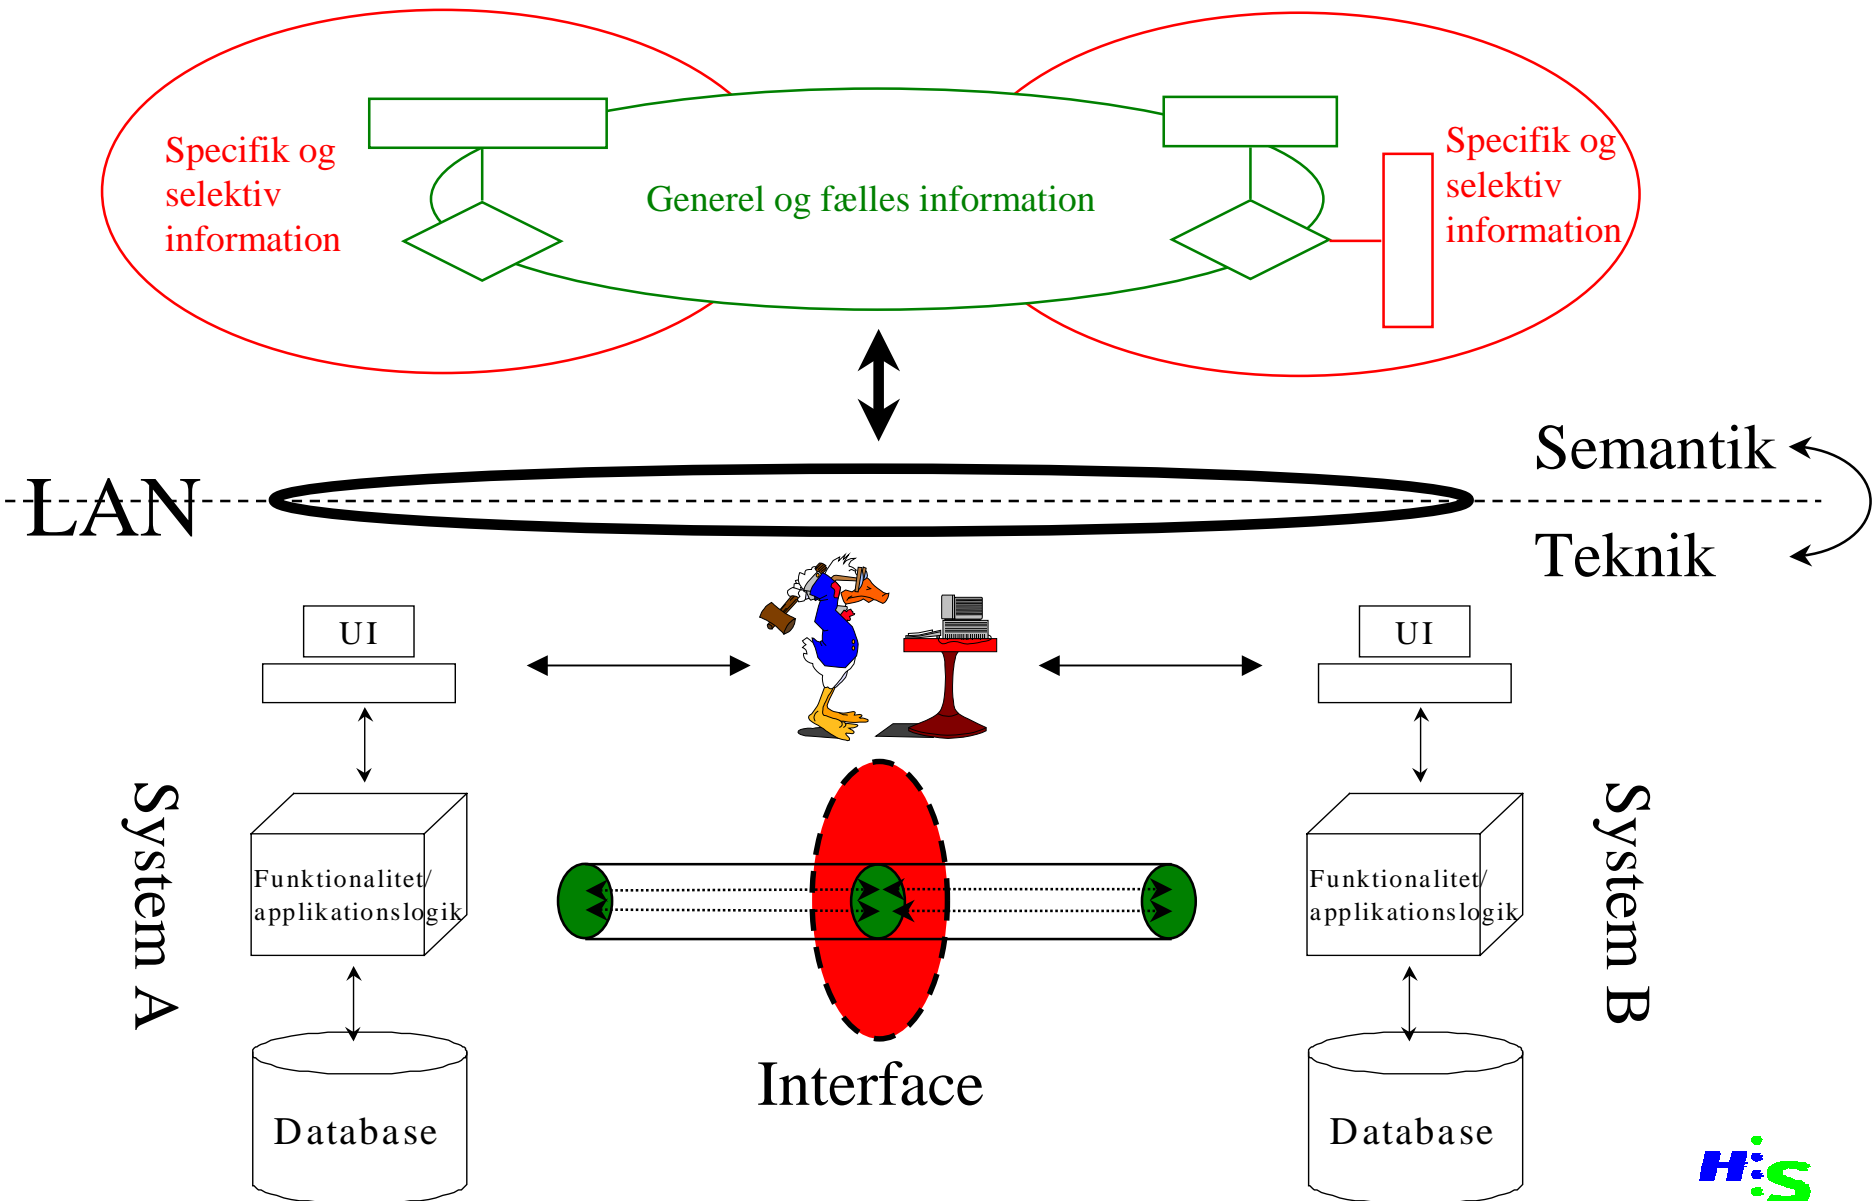 Specifik og
selektiv
information
Generel og fælles information
Specifik og
selektiv
information
Semantik
LAN
Teknik
UI
UI
System A
System B
Funktionalitet/
applikationslogik
Funktionalitet/
applikationslogik
Interface
Database
Database
H:S